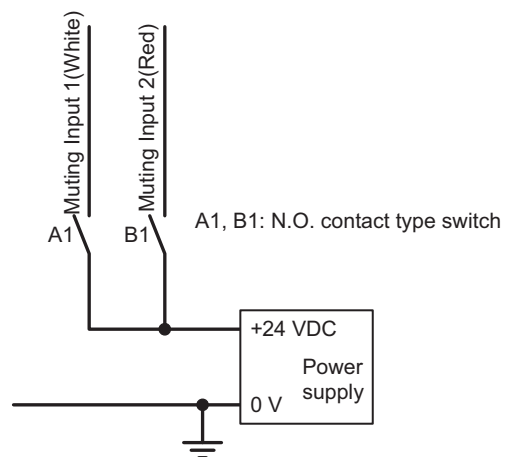 Muting Input 1(White)
Muting Input 2(Red)
A1
B1
A1, B1: N.O. contact type switch
+24 VDC
Power
supply
0 V